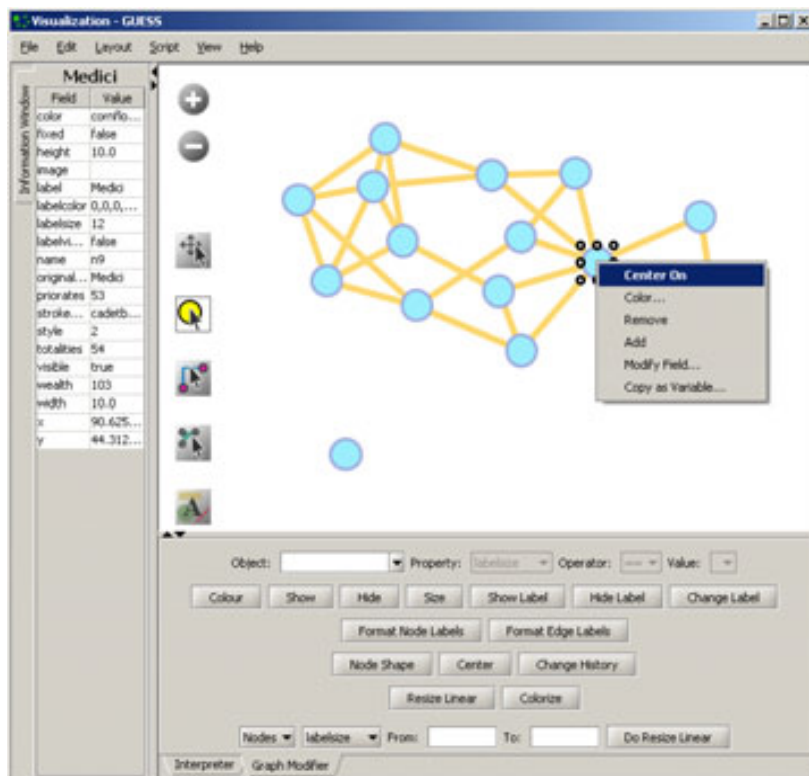 Visualization - GUESS
File Edit Layout Script View Help
Information Window
Medici
Field Value
color cornflo...
fixed false
height 10.0
image
label Medici
labelcolor 0,0,0,...
labelsize 12
labelvi... false
name n9
original... Medici
priorates 53
stroke... cadetb...
style 2
totalities 54
visible true
wealth 103
width 10.0
x 90.625...
y 44.312...
Center On
Color...
Remove
Add
Modify Field...
Copy as Variable...
Object: Property: labelsize Operator: == Value:
Colour Show Hide Size Show Label Hide Label Change Label
Format Node Labels Format Edge Labels
Node Shape Center Change History
Resize Linear Colorize
Nodes labelsize From: To: Do Resize Linear
Interpreter Graph Modifier